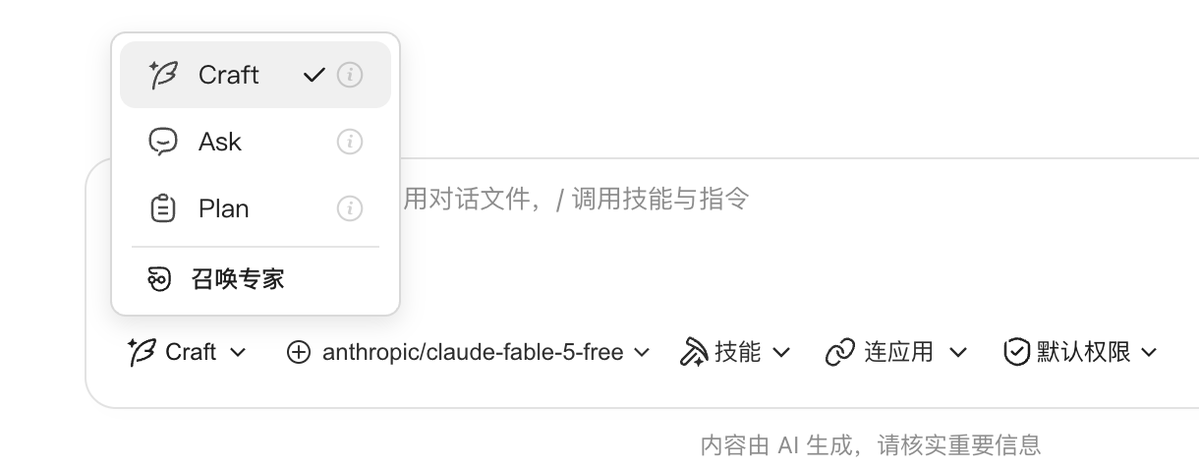 Craft
Ask
Plan
召唤专家
用对话文件，/ 调用技能与指令
Craft anthropic/claude-fable-5-free 技能 连应用 默认权限
内容由 AI 生成，请核实重要信息